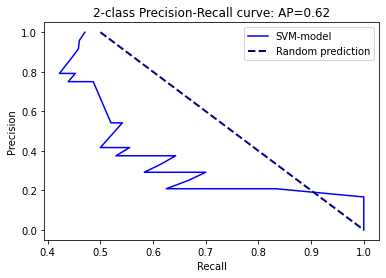 2-class Precision-Recall curve: AP=0.62
SVM-model
Random prediction
Precision
1.0
0.8
0.6
0.4
0.2
0.0
0.4 0.5 0.6 0.7 0.8 0.9 1.0
Recall